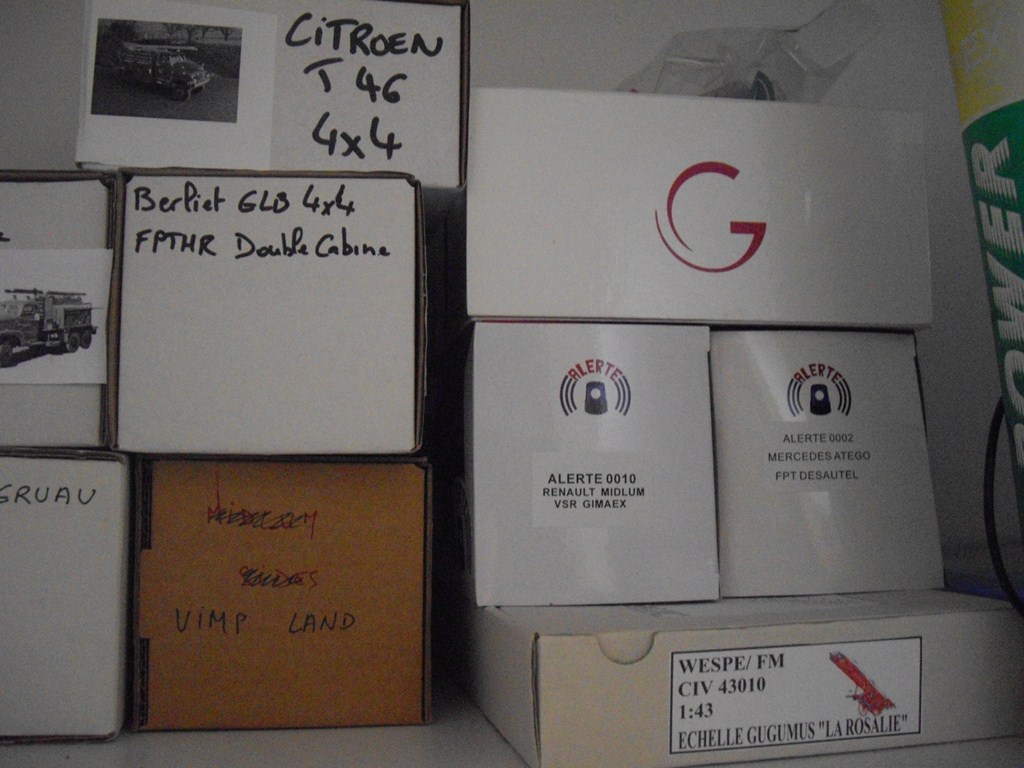 CiTROEN
T 46
4x4
Berliet GLB 4x4
FPTHR Double Cabine
GRUAU
ViMP LAND
G
ALERTE
ALERTE 0010
RENAULT MIDLUM
VSR GIMAEX
ALERTE
ALERTE 0002
MERCEDES ATEGO
FPT DESAUTEL
WESPE/ FM
CIV 43010
1:43
ECHELLE GUGUMUS "LA ROSALIE"
POWER